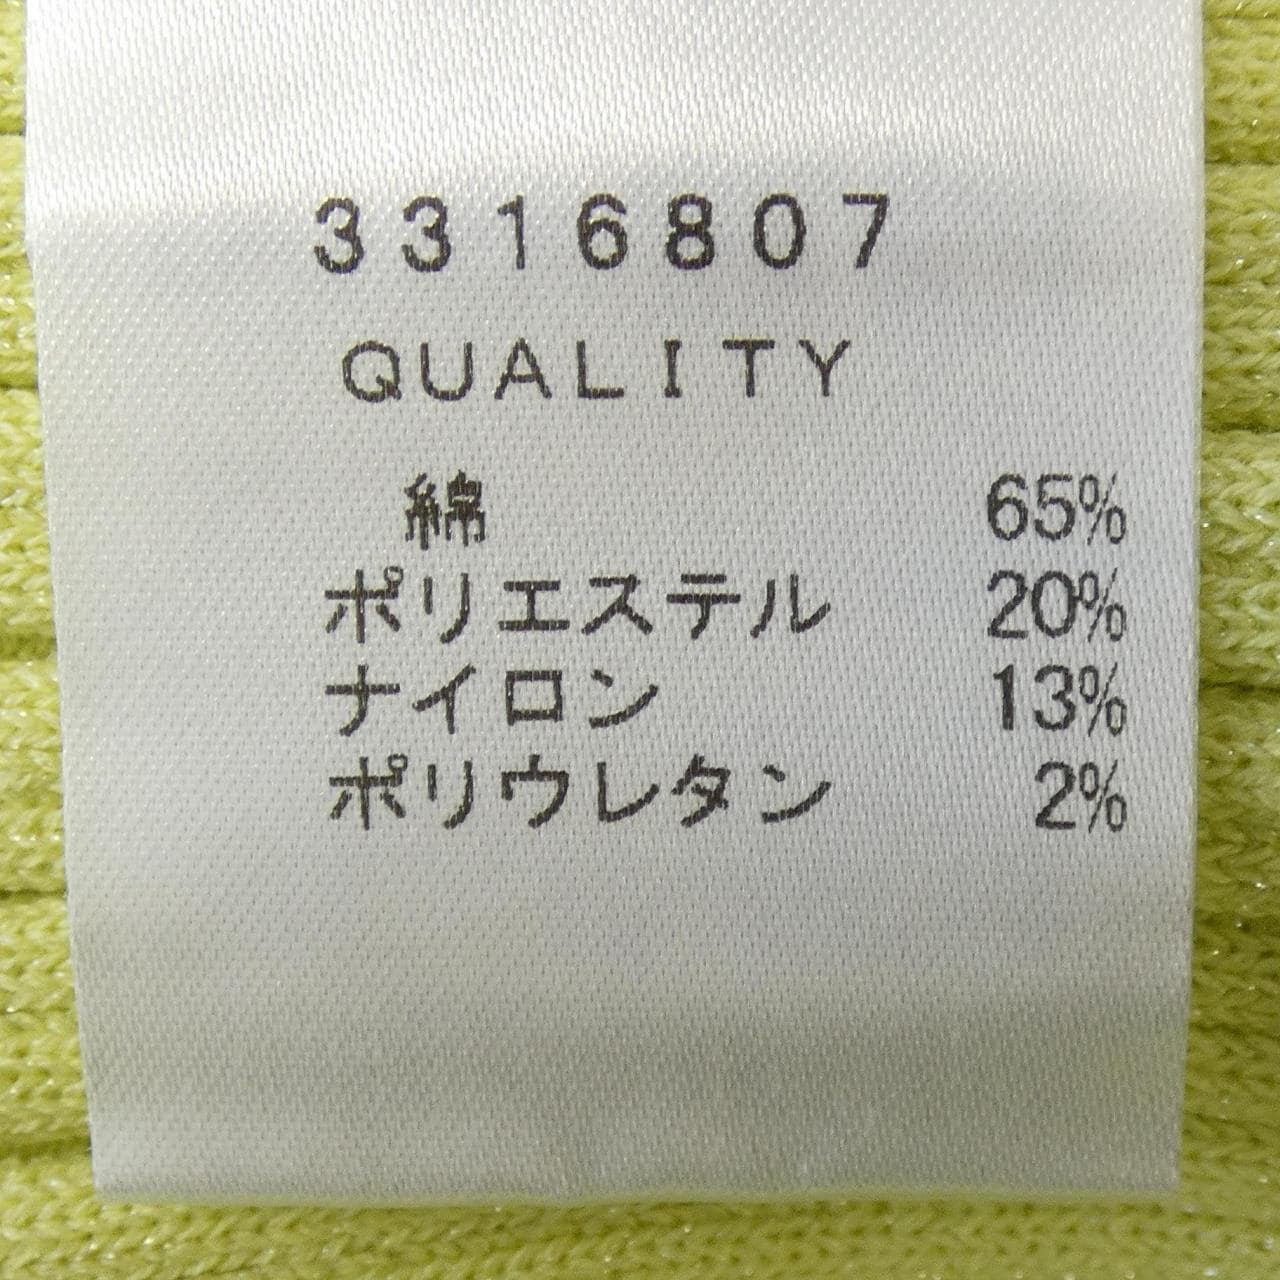 3316807
QUALITY
綿 65%
ポリエステル 20%
ナイロン 13%
ポリウレタン 2%